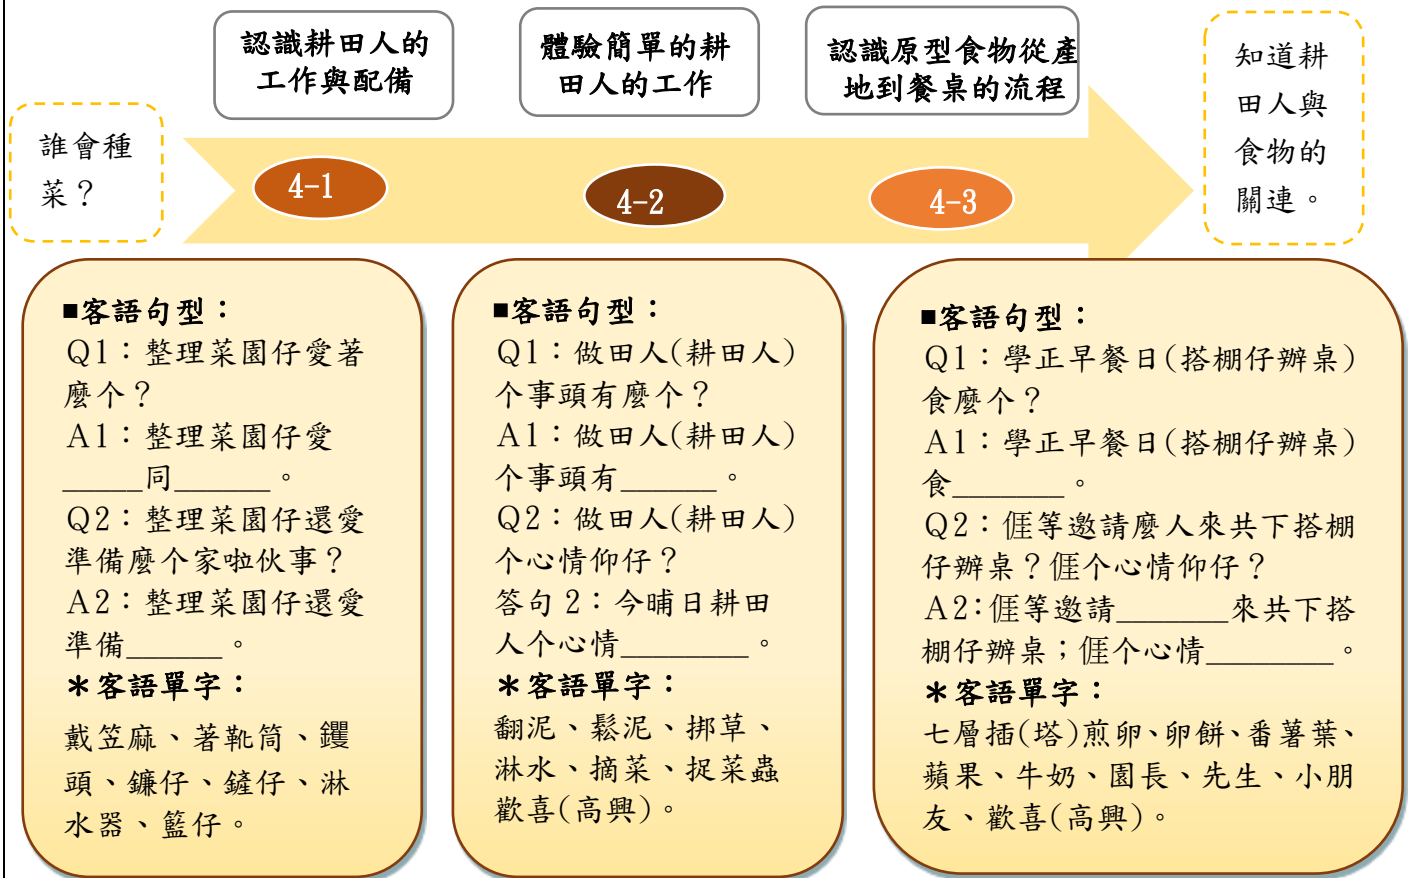 誰會種
菜？
認識耕田人的
工作與配備
體驗簡單的耕
田人的工作
認識原型食物從產
地到餐桌的流程
知道耕
田人與
食物的
關連。
4-1
4-2
4-3
■客語句型：
Q1：整理菜園仔愛著
麼个？
A1：整理菜園仔愛
_____同______。
Q2：整理菜園仔還愛
準備麼个家啦伙事？
A2：整理菜園仔還愛
準備______。
＊客語單字：
戴笠麻、著靴筒、钁
頭、鐮仔、鏟仔、淋
水器、籃仔。
■客語句型：
Q1：做田人(耕田人)
个事頭有麼个？
A1：做田人(耕田人)
个事頭有______。
Q2：做田人(耕田人)
个心情仰仔？
答句 2：今晡日耕田
人个心情________。
＊客語單字：
翻泥、鬆泥、挷草、
淋水、摘菜、捉菜蟲
歡喜(高興)。
■客語句型：
Q1：學正早餐日(搭棚仔辦桌)
食麼个？
A1：學正早餐日(搭棚仔辦桌)
食_______。
Q2：𠊎等邀請麼人來共下搭棚
仔辦桌？𠊎个心情仰仔？
A2:𠊎等邀請_______來共下搭
棚仔辦桌；𠊎个心情________。
＊客語單字：
七層插(塔)煎卵、卵餅、番薯葉、
蘋果、牛奶、園長、先生、小朋
友、歡喜(高興)。